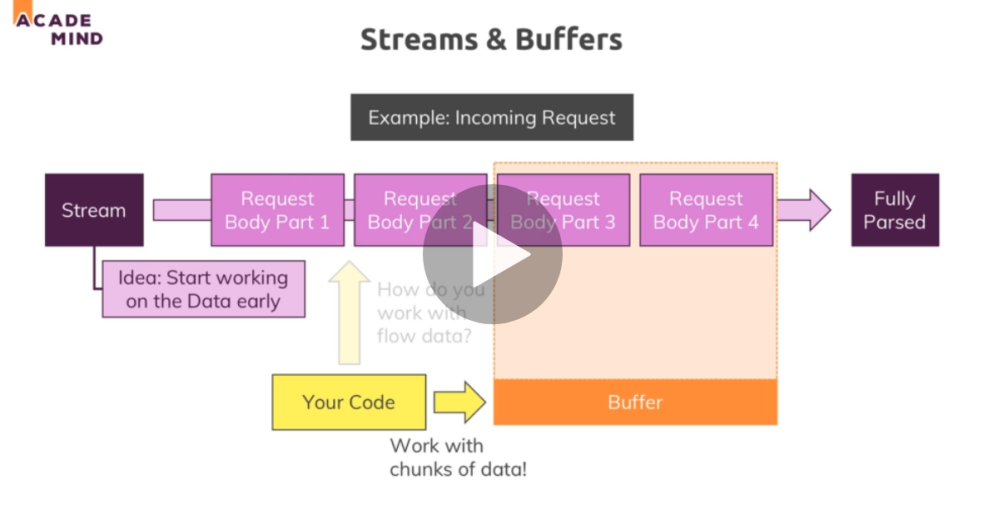 ACADE
MIND
Streams & Buffers
Example: Incoming Request
Stream
Request
Body Part 1
Request
Body Part 2
Request
Body Part 3
Request
Body Part 4
Fully
Parsed
Idea: Start working
on the Data early
How do you
work with
flow data?
Your Code
Buffer
Work with
chunks of data!